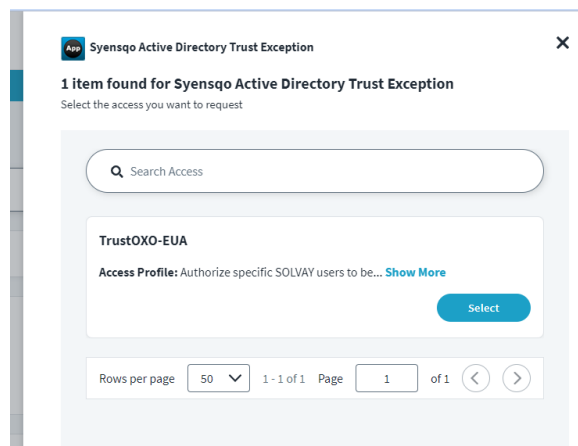 App Syensqo Active Directory Trust Exception
1 item found for Syensqo Active Directory Trust Exception
Select the access you want to request
Search Access
TrustOXO-EUA
Access Profile: Authorize specific SOLVAY users to be... Show More
Select
Rows per page 50 1 - 1 of 1 Page 1 of 1